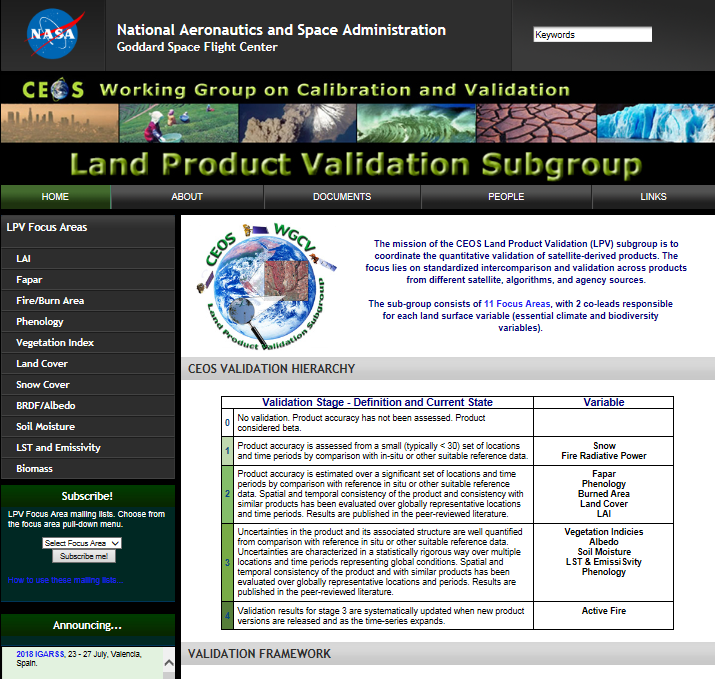 NASA
National Aeronautics and Space Administration
Goddard Space Flight Center
Keywords
CEOS Working Group on Calibration and Validation
Land Product Validation Subgroup
HOME
ABOUT
DOCUMENTS
PEOPLE
LINKS
LPV Focus Areas
LAI
Fapar
Fire/Burn Area
Phenology
Vegetation Index
Land Cover
Snow Cover
BRDF/Albedo
Soil Moisture
LST and Emissivity
Biomass
Subscribe!
LPV Focus Area mailing lists. Choose from
the focus area pull-down menu.
Select Focus Area
Subscribe me!
How to use these mailing lists...
Announcing...
2018 IGARSS, 23 - 27 July, Valencia,
Spain.
CEOS WGCV
Land Product Validation Subgroup
The mission of the CEOS Land Product Validation (LPV) subgroup is to
coordinate the quantitative validation of satellite-derived products. The
focus lies on standardized intercomparison and validation across products
from different satellite, algorithms, and agency sources.
The sub-group consists of 11 Focus Areas, with 2 co-leads responsible
for each land surface variable (essential climate and biodiversity
variables).
CEOS VALIDATION HIERARCHY
Validation Stage - Definition and Current State
Variable
0
No validation. Product accuracy has not been assessed. Product
considered beta.
1
Product accuracy is assessed from a small (typically < 30) set of locations
and time periods by comparison with in-situ or other suitable reference data.
Snow
Fire Radiative Power
2
Product accuracy is estimated over a significant set of locations and time
periods by comparison with reference in situ or other suitable reference
data. Spatial and temporal consistency of the product and consistency with
similar products has been evaluated over globally representative locations
and time periods. Results are published in the peer-reviewed literature.
Fapar
Phenology
Burned Area
Land Cover
LAI
3
Uncertainties in the product and its associated structure are well quantified
from comparison with reference in situ or other suitable reference data.
Uncertainties are characterized in a statistically rigorous way over multiple
locations and time periods representing global conditions. Spatial and
temporal consistency of the product and with similar products has been
evaluated over globally representative locations and periods. Results are
published in the peer-reviewed literature.
Vegetation Indicies
Albedo
Soil Moisture
LST & EmissiSvity
Phenology
4
Validation results for stage 3 are systematically updated when new product
versions are released and as the time-series expands.
Active Fire
VALIDATION FRAMEWORK